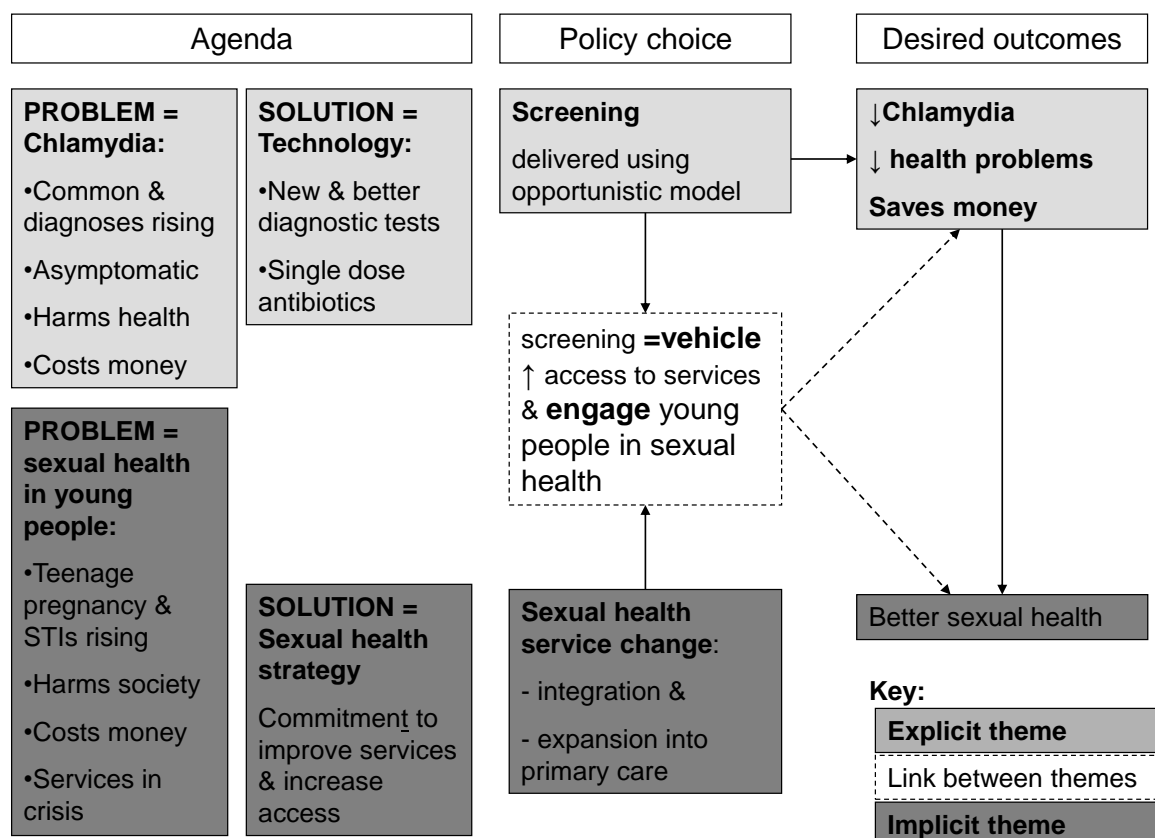 Agenda
Policy choice
Desired outcomes
PROBLEM =
Chlamydia:
•Common &
diagnoses rising
•Asymptomatic
•Harms health
•Costs money
SOLUTION =
Technology:
•New & better
diagnostic tests
•Single dose
antibiotics
Screening
delivered using
opportunistic model
↓Chlamydia
↓ health problems
Saves money
screening =vehicle
↑ access to services
& engage young
people in sexual
health
PROBLEM =
sexual health
in young
people:
•Teenage
pregnancy &
STIs rising
•Harms society
•Costs money
•Services in
crisis
SOLUTION =
Sexual health
strategy
Commitment to
improve services
& increase
access
Sexual health
service change:
- integration &
- expansion into
primary care
Better sexual health
Key:
Explicit theme
Link between themes
Implicit theme